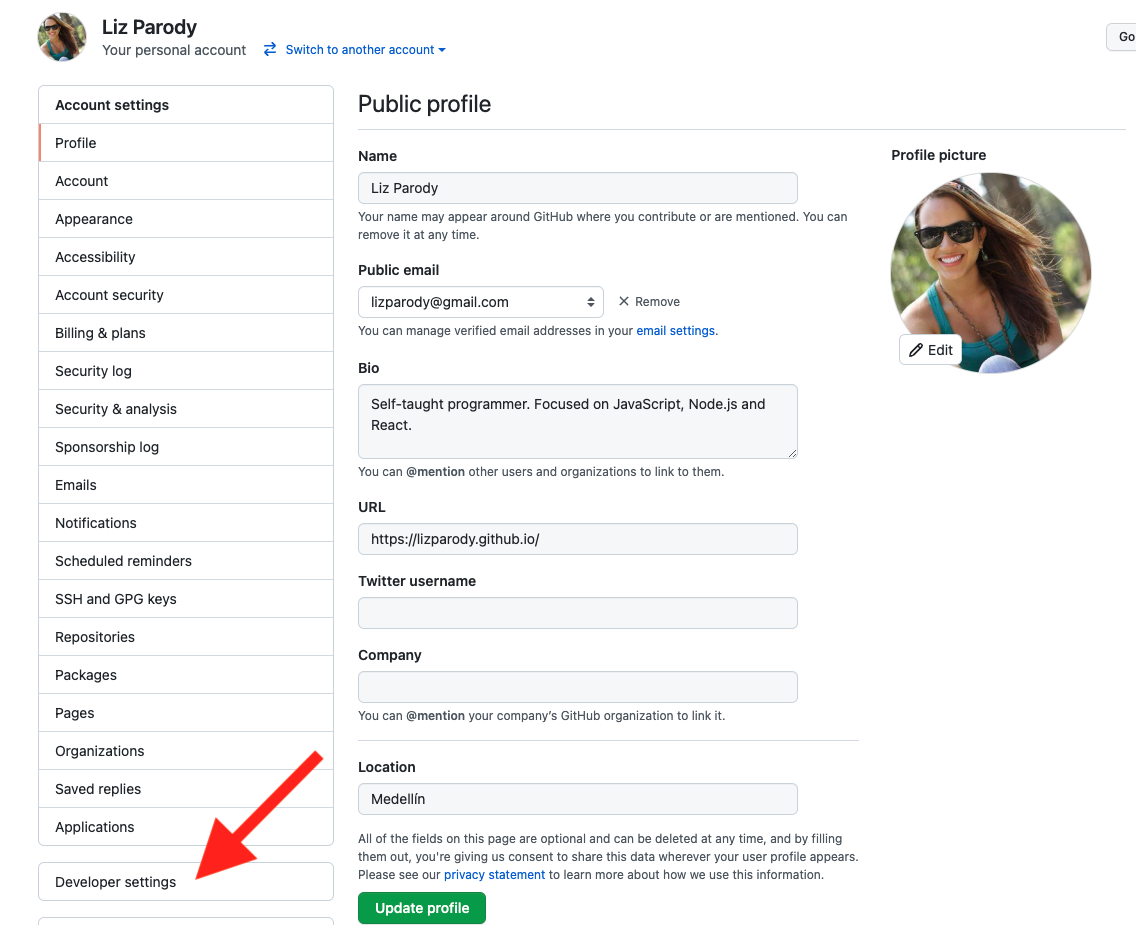 Liz Parody
Your personal account
Switch to another account
Go
Account settings
Profile
Account
Appearance
Accessibility
Account security
Billing & plans
Security log
Security & analysis
Sponsorship log
Emails
Notifications
Scheduled reminders
SSH and GPG keys
Repositories
Packages
Pages
Organizations
Saved replies
Applications
Developer settings
Public profile
Name
Liz Parody
Your name may appear around GitHub where you contribute or are mentioned. You can
remove it at any time.
Public email
lizparody@gmail.com
Remove
You can manage verified email addresses in your email settings.
Bio
Self-taught programmer. Focused on JavaScript, Node.js and
React.
You can @mention other users and organizations to link to them.
URL
https://lizparody.github.io/
Twitter username
Company
You can @mention your company’s GitHub organization to link it.
Location
Medellín
All of the fields on this page are optional and can be deleted at any time, and by filling
them out, you're giving us consent to share this data wherever your user profile appears.
Please see our privacy statement to learn more about how we use this information.
Update profile
Profile picture
Edit